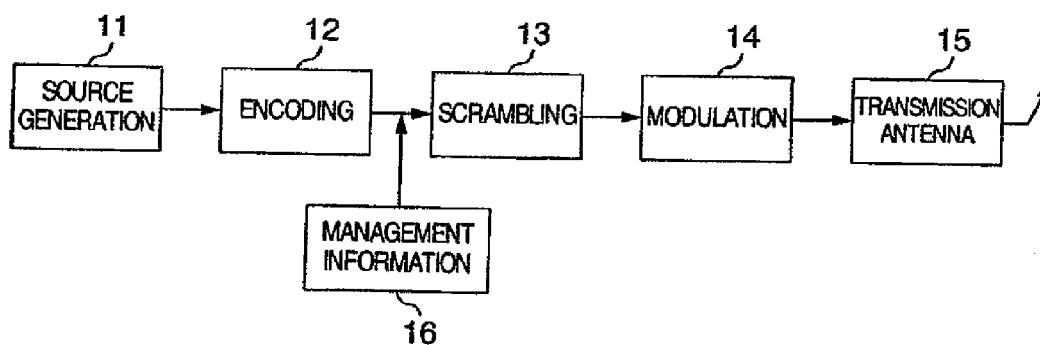 11
12
13
14
15
SOURCE
GENERATION
ENCODING
SCRAMBLING
MODULATION
TRANSMISSION
ANTENNA
MANAGEMENT
INFORMATION
16